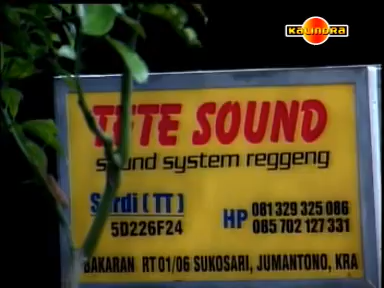 KALINDRA
TETE SOUND
sound system reggeng
Sardi (TT)
5D226F24
HP 081 329 325 086
085 702 127 331
BAKARAN RT 01/06 SUKOSARI, JUMANTONO, KRA